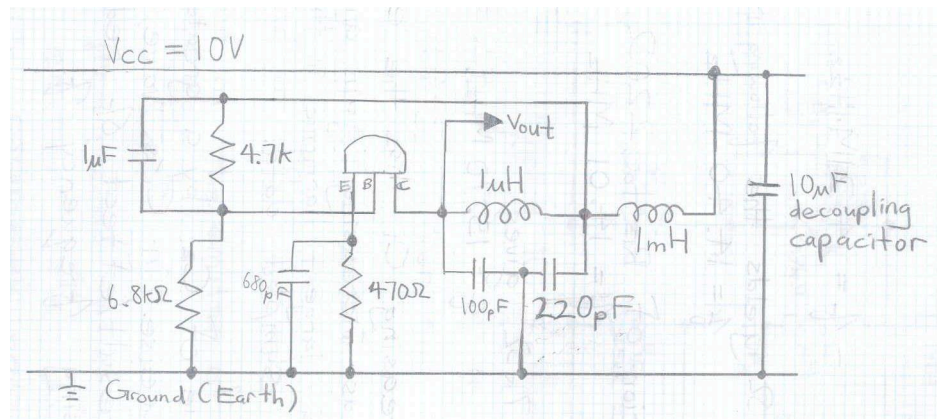 Vcc = 10V
1μF
4.7k
E B C
Vout
1μH
1mH
10μF
decoupling
capacitor
6.8kΩ
680pF
470Ω
100pF
220pF
Ground (Earth)